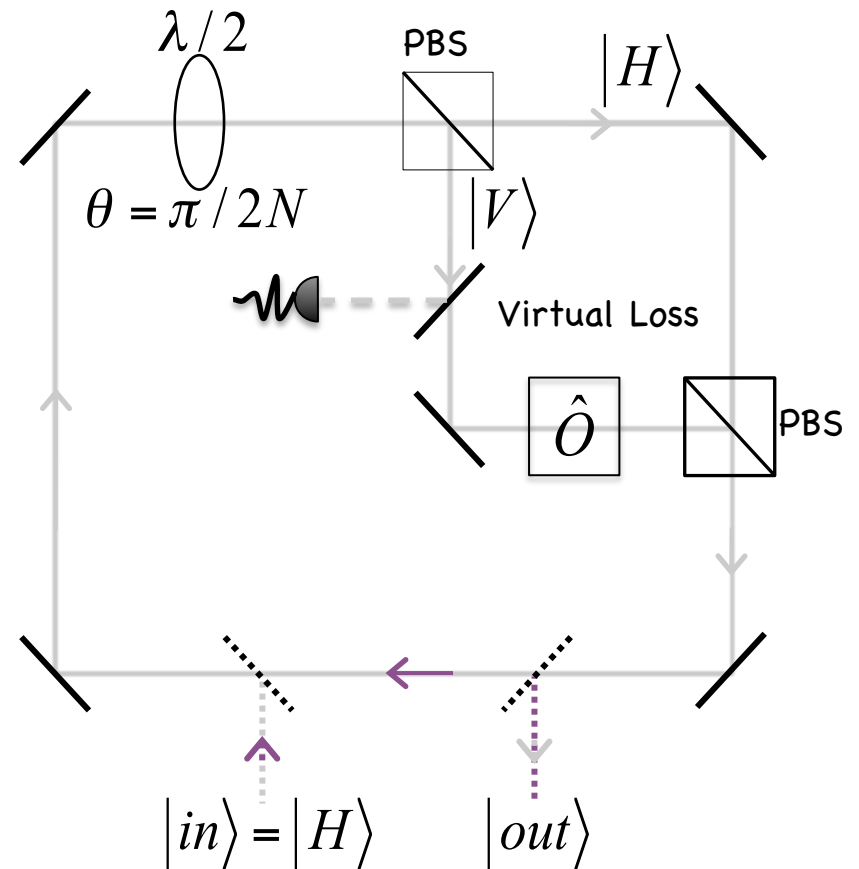 λ/2
PBS
|H⟩
θ = π/2N
|V⟩
Virtual Loss
Ô
PBS
|in⟩ = |H⟩
|out⟩